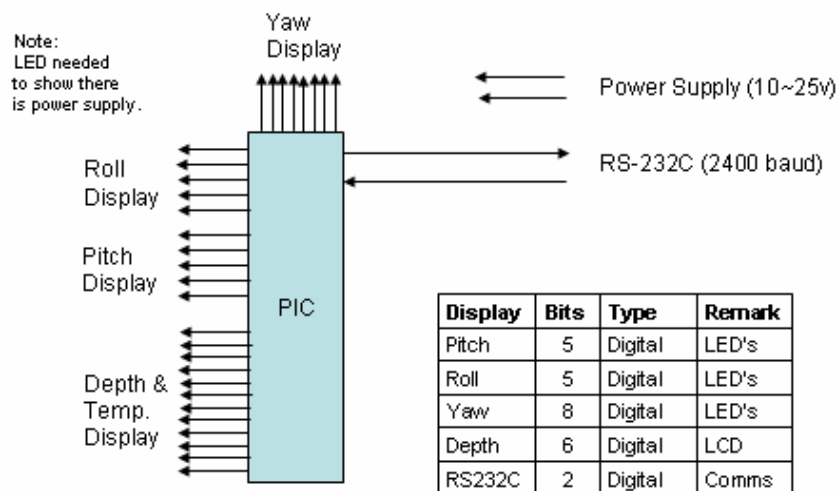 Note:
LED needed
to show there
is power supply.
Yaw
Display
Power Supply (10~25v)
RS-232C (2400 baud)
Roll
Display
Pitch
Display
PIC
Depth &
Temp.
Display
Display Bits Type Remark
Pitch 5 Digital LED's
Roll 5 Digital LED's
Yaw 8 Digital LED's
Depth 6 Digital LCD
RS232C 2 Digital Comms